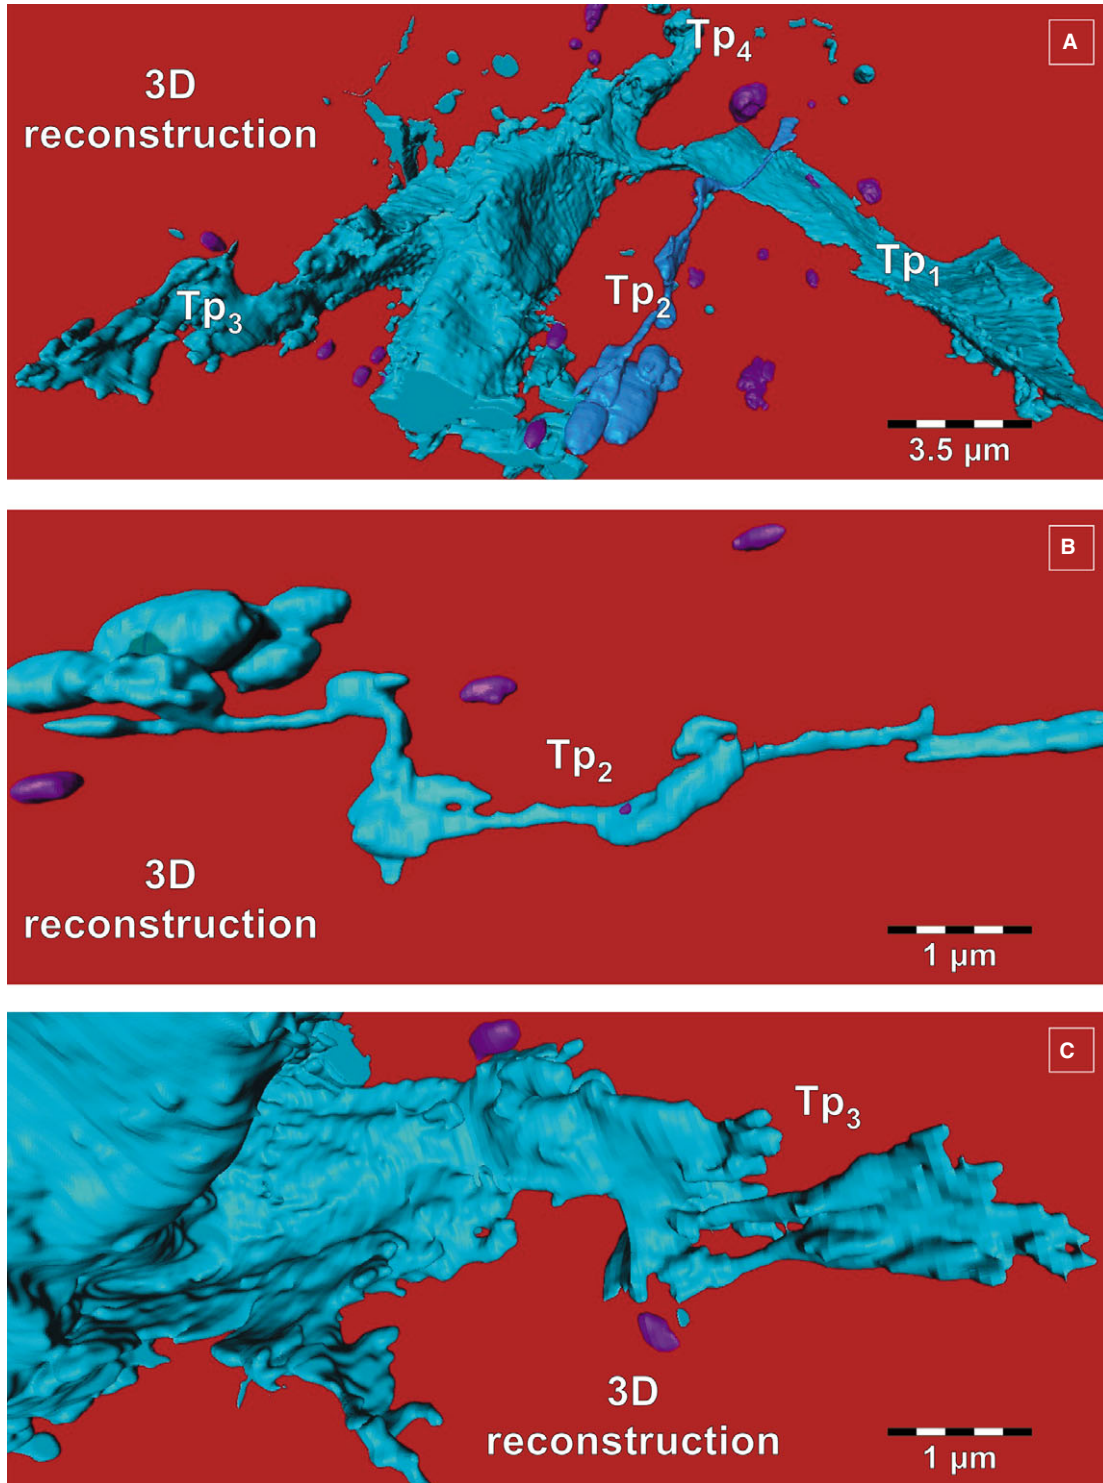 A
3D
reconstruction
Tp₄
Tp₁
Tp₂
Tp₃
3.5 µm
B
Tp₂
3D
reconstruction
1 µm
C
Tp₃
3D
reconstruction
1 µm